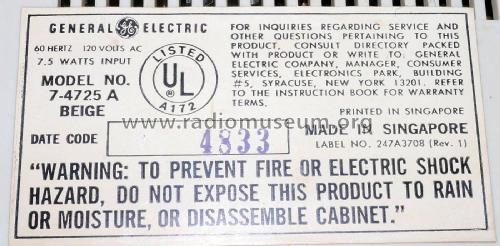 GENERAL GE ELECTRIC
60 HERTZ 120 VOLTS AC
7.5 WATTS INPUT
MODEL NO.
7-4725 A
BEIGE
LISTED
UL
A172
FOR INQUIRIES REGARDING SERVICE AND
OTHER QUESTIONS PERTAINING TO THIS
PRODUCT, CONSULT DIRECTORY PACKED
WITH PRODUCT OR WRITE TO: GENERAL
ELECTRIC COMPANY, MANAGER, CONSUMER
SERVICES, ELECTRONICS PARK, BUILDING
#5, SYRACUSE, NEW YORK 13201. REFER
TO THE INSTRUCTION BOOK FOR WARRANTY
TERMS.
PRINTED IN SINGAPORE
www.radiomuseum.org
DATE CODE 4833
MADE IN SINGAPORE
LABEL NO. 247A3708 (Rev. 1)
"WARNING: TO PREVENT FIRE OR ELECTRIC SHOCK
HAZARD, DO NOT EXPOSE THIS PRODUCT TO RAIN
OR MOISTURE, OR DISASSEMBLE CABINET."